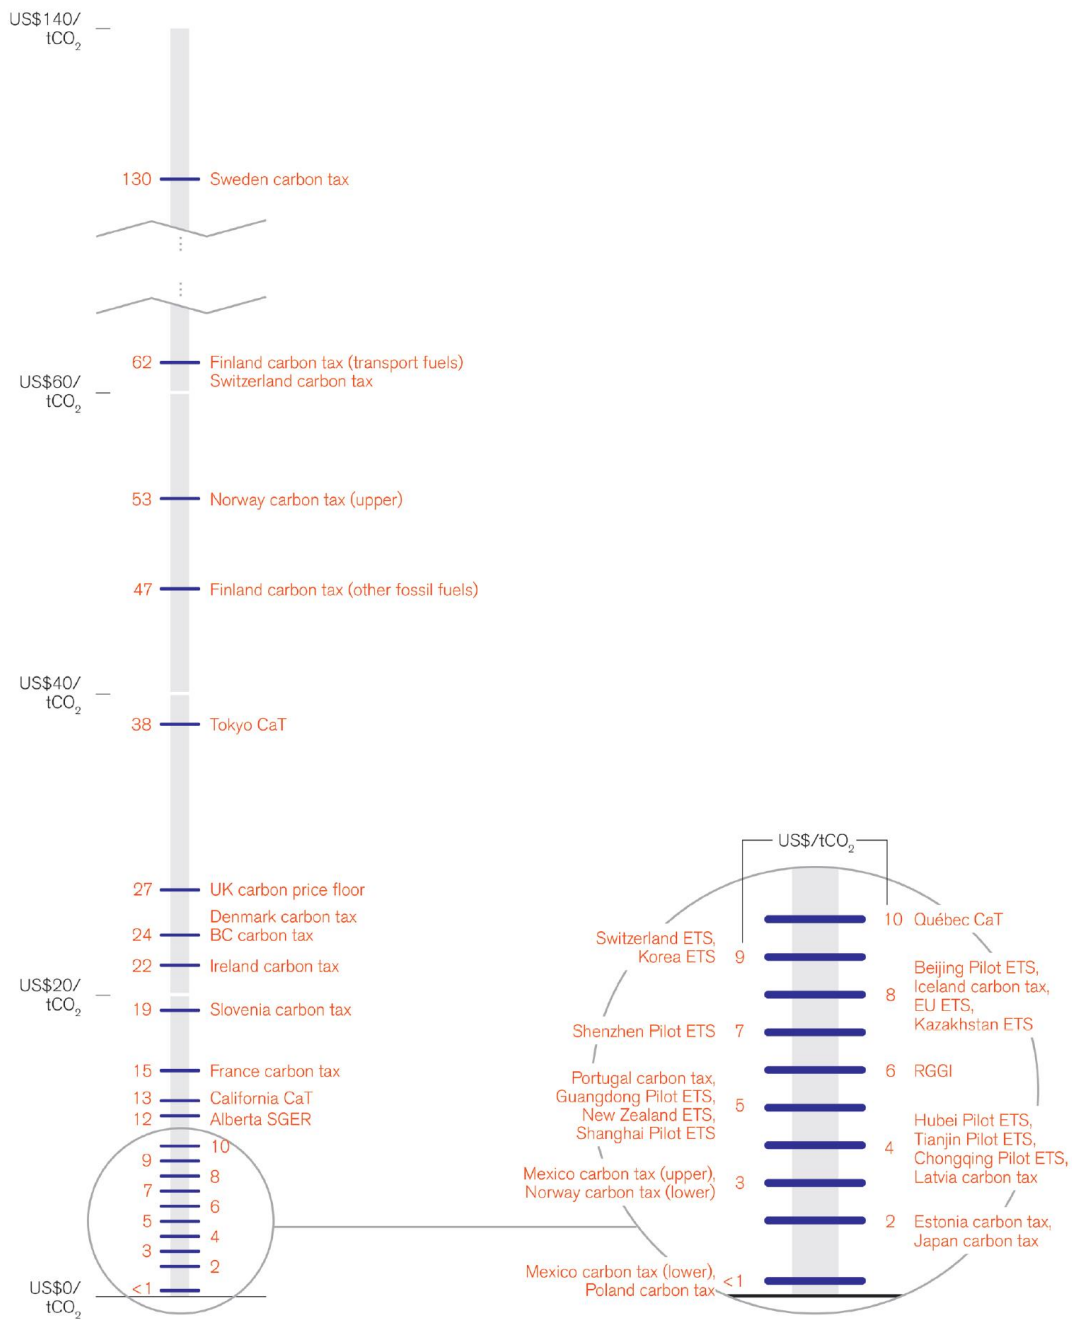 US$140/
tCO2
130 Sweden carbon tax
62 Finland carbon tax (transport fuels)
Switzerland carbon tax
US$60/
tCO2
53 Norway carbon tax (upper)
47 Finland carbon tax (other fossil fuels)
US$40/
tCO2
38 Tokyo CaT
27 UK carbon price floor
Denmark carbon tax
24 BC carbon tax
22 Ireland carbon tax
US$20/
tCO2
19 Slovenia carbon tax
15 France carbon tax
13 California CaT
12 Alberta SGER
10
9
8
7
6
5
4
3
2
<1
US$0/
tCO2
US$/tCO2
10 Québec CaT
Switzerland ETS,
Korea ETS 9
Beijing Pilot ETS,
8 Iceland carbon tax,
EU ETS,
Kazakhstan ETS
Shenzhen Pilot ETS 7
6 RGGI
Portugal carbon tax,
Guangdong Pilot ETS, 5
New Zealand ETS,
Shanghai Pilot ETS
Hubei Pilot ETS,
4 Tianjin Pilot ETS,
Chongqing Pilot ETS,
Latvia carbon tax
Mexico carbon tax (upper), 3
Norway carbon tax (lower)
2 Estonia carbon tax,
Japan carbon tax
Mexico carbon tax (lower), <1
Poland carbon tax